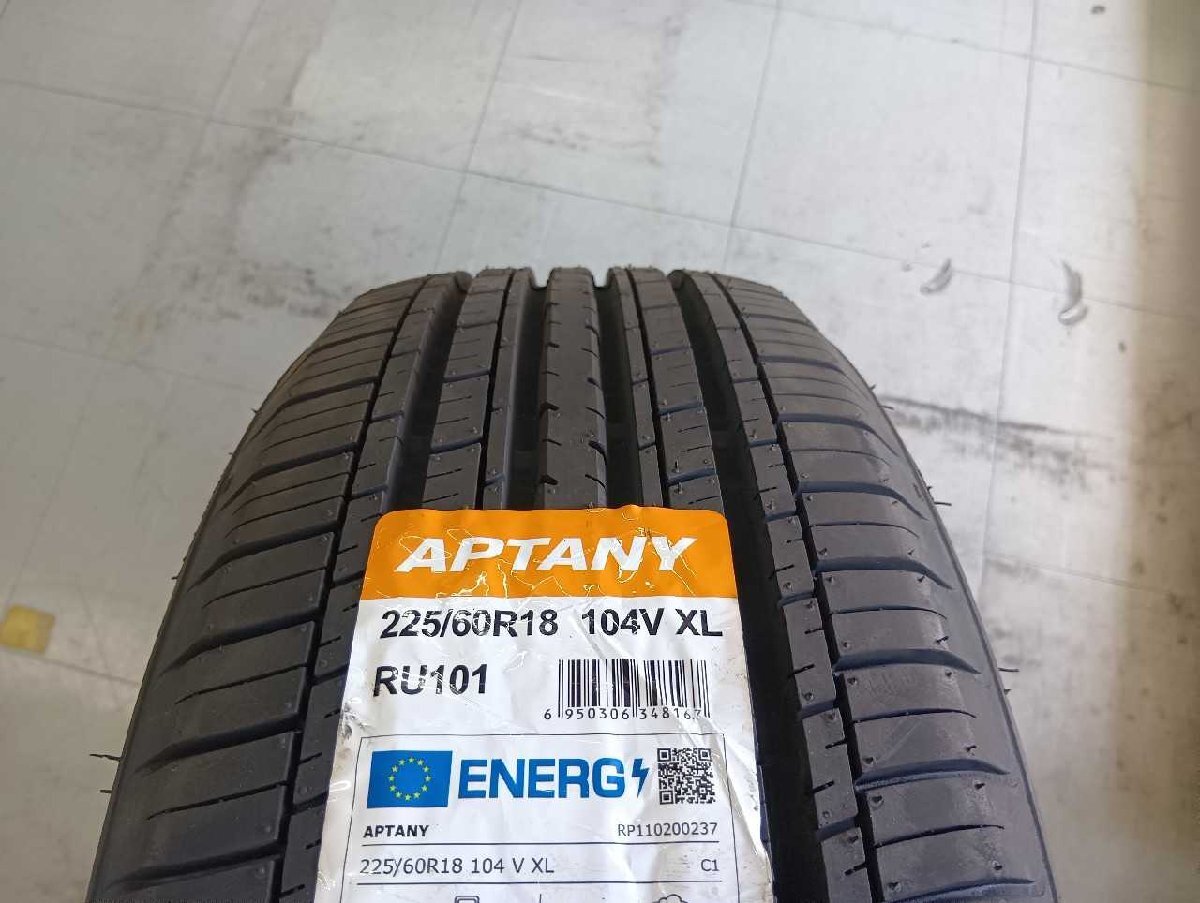 APTANY
225/60R18 104V XL
RU101
6 950306 348167
ENERG
APTANY RP110200237
225/60R18 104 V XL C1